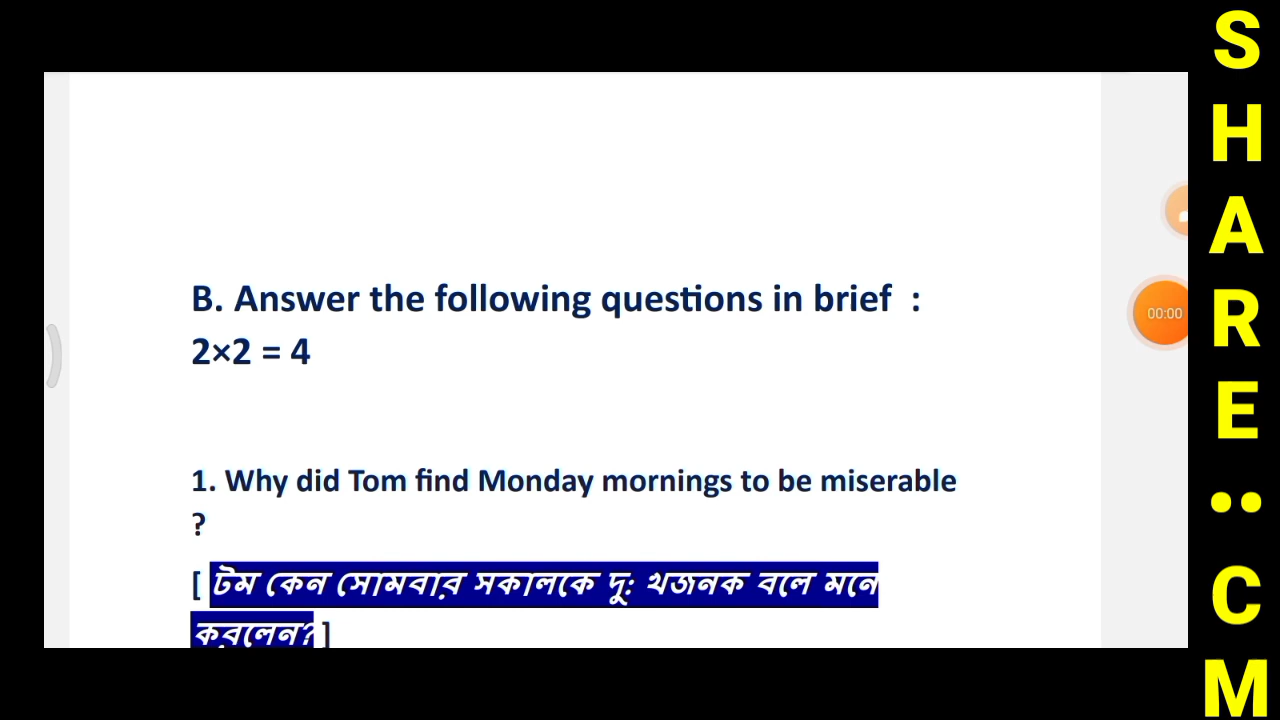 B. Answer the following questions in brief :
2×2 = 4
1. Why did Tom find Monday mornings to be miserable
?
[ টম কেন সোমবার সকালকে দু: খজনক বলে মনে
করলেন?]
00:00
S
H
A
R
E
••
C
M